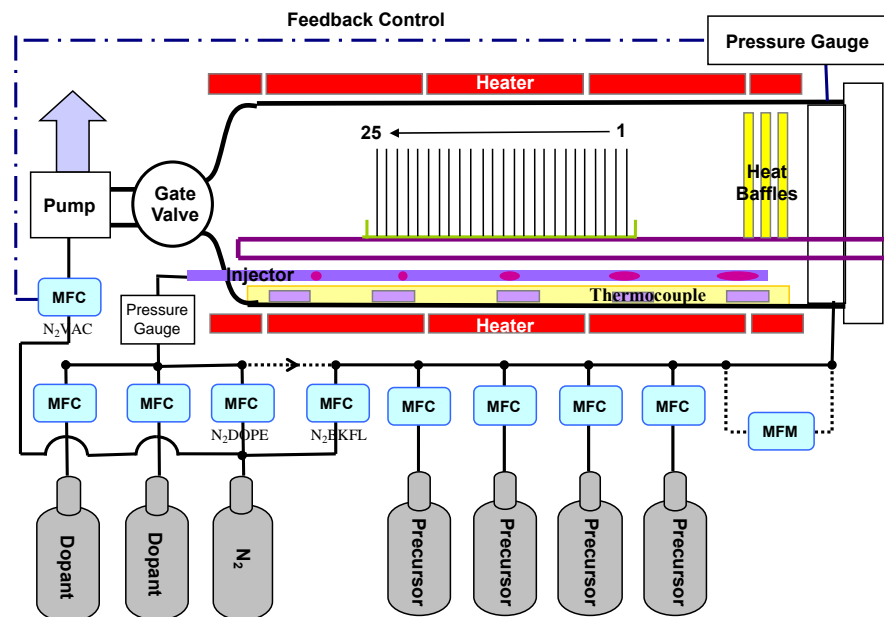 Feedback Control
Pressure Gauge
Heater
25
1
Heat
Baffles
Pump
Gate
Valve
Injector
Thermocouple
MFC
N₂VAC
Pressure
Gauge
Heater
MFC
MFC
MFC
MFC
MFC
MFC
MFC
MFC
N₂DOPE
N₂BKFL
MFM
Dopant
Dopant
N₂
Precursor
Precursor
Precursor
Precursor